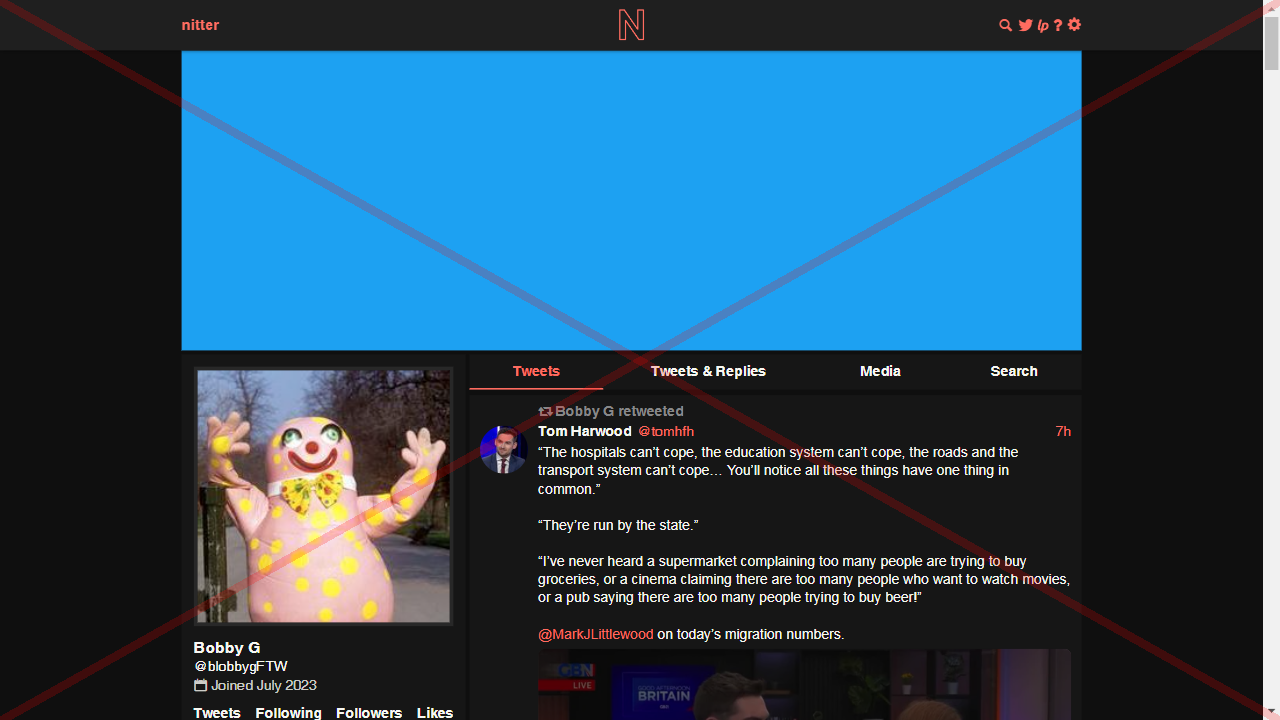 nitter
N
lp ?
Tweets
Tweets & Replies
Media
Search
Bobby G retweeted
Tom Harwood @tomhfh 7h
“The hospitals can’t cope, the education system can’t cope, the roads and the
transport system can’t cope… You’ll notice all these things have one thing in
common.”
“They’re run by the state.”
“I’ve never heard a supermarket complaining too many people are trying to buy
groceries, or a cinema claiming there are too many people who want to watch movies,
or a pub saying there are too many people trying to buy beer!”
@MarkJLittlewood on today’s migration numbers.
GBN
LIVE
GOOD AFTERNOON
BRITAIN
Bobby G
@blobbygFTW
Joined July 2023
Tweets Following Followers Likes